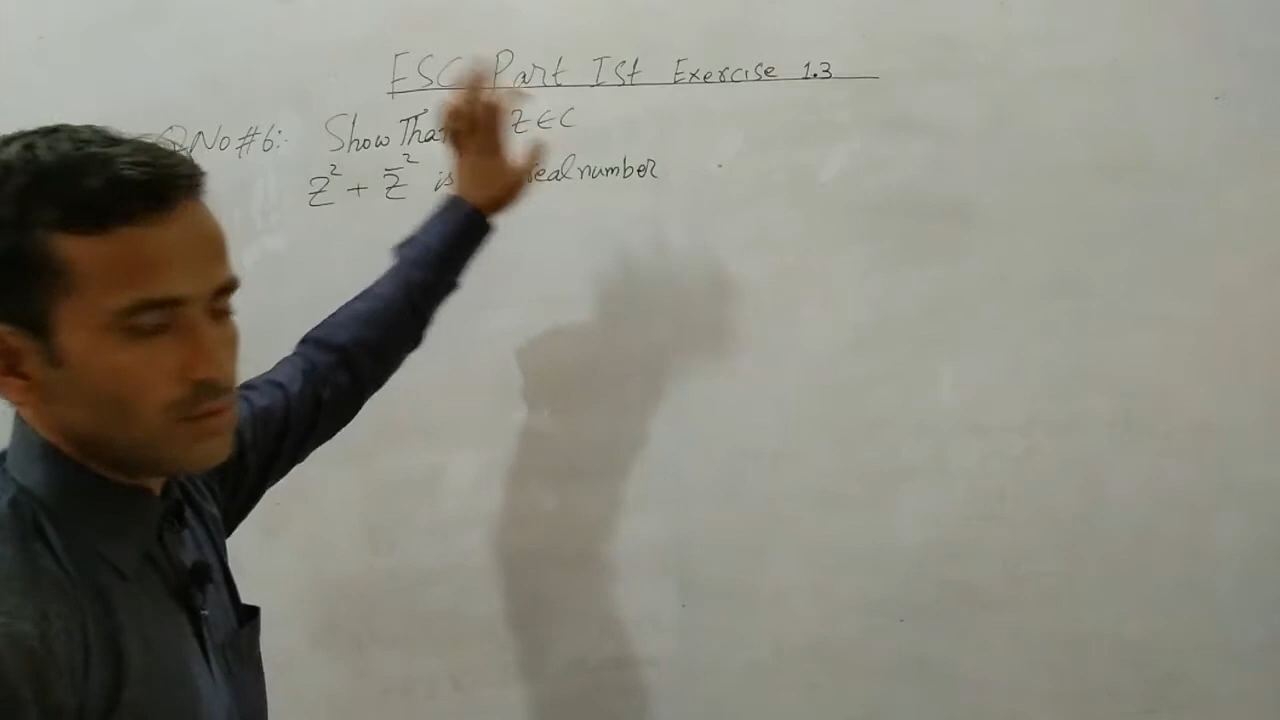 FSC Part Ist Exercise 1.3
QNo#6:- Show That Z ∈ C
Z² + Z̄² is real number